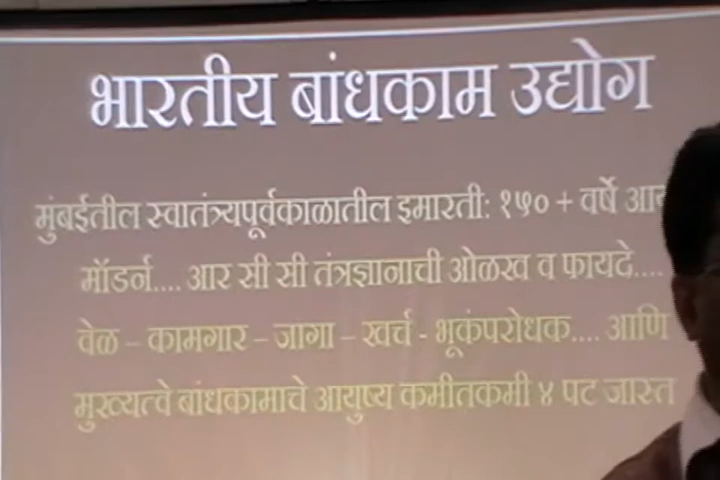 भारतीय बांधकाम उद्योग
मुंबईतील स्वातंत्र्यपूर्वकाळातील इमारती: १५० + वर्षे
मॉडर्न.... आर सी सी तंत्रज्ञानाची ओळख व फायदे....
वेळ – कामगार – जागा – खर्च - भूकंपरोधक.... आणि
मुख्यत्वे बांधकामाचे आयुष्य कमीतकमी ४ पट जास्त